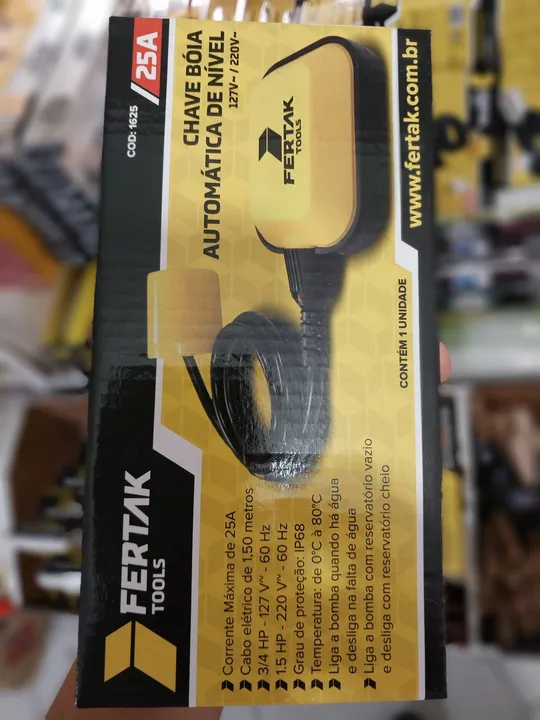 FERTAK
TOOLS
COD: 1625
25A
CHAVE BÓIA
AUTOMÁTICA DE NÍVEL
127V~ / 220V~
FERTAK
TOOLS
Corrente Máxima de 25A
Cabo elétrico de 1,50 metros
3/4 HP - 127 V~ - 60 Hz
1.5 HP - 220 V~ - 60 Hz
Grau de proteção: IP68
Temperatura: de 0°C à 80°C
Liga a bomba quando há água
e desliga na falta de água
Liga a bomba com reservatório vazio
e desliga com reservatório cheio
CONTÉM 1 UNIDADE
www.fertak.com.br